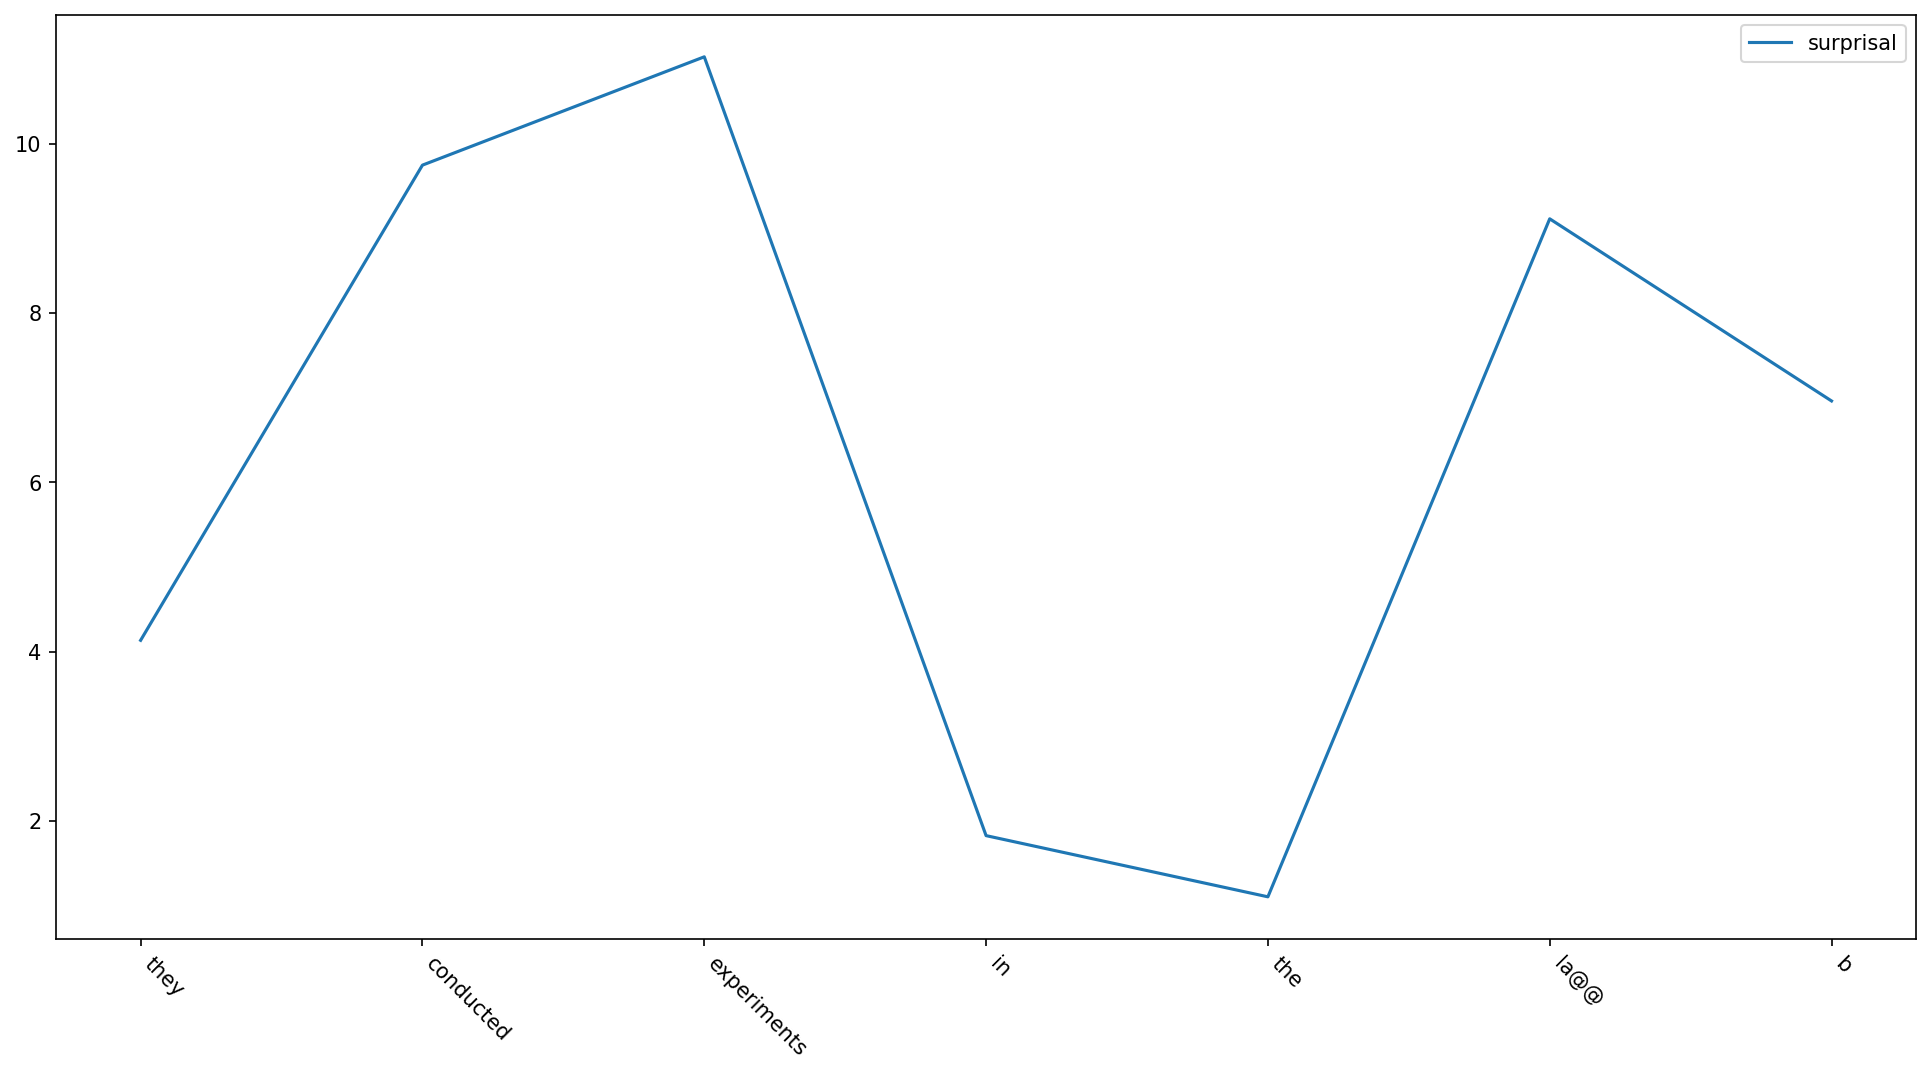 surprisal
10
8
6
4
2
they
conducted
experiments
in
the
la@@
b